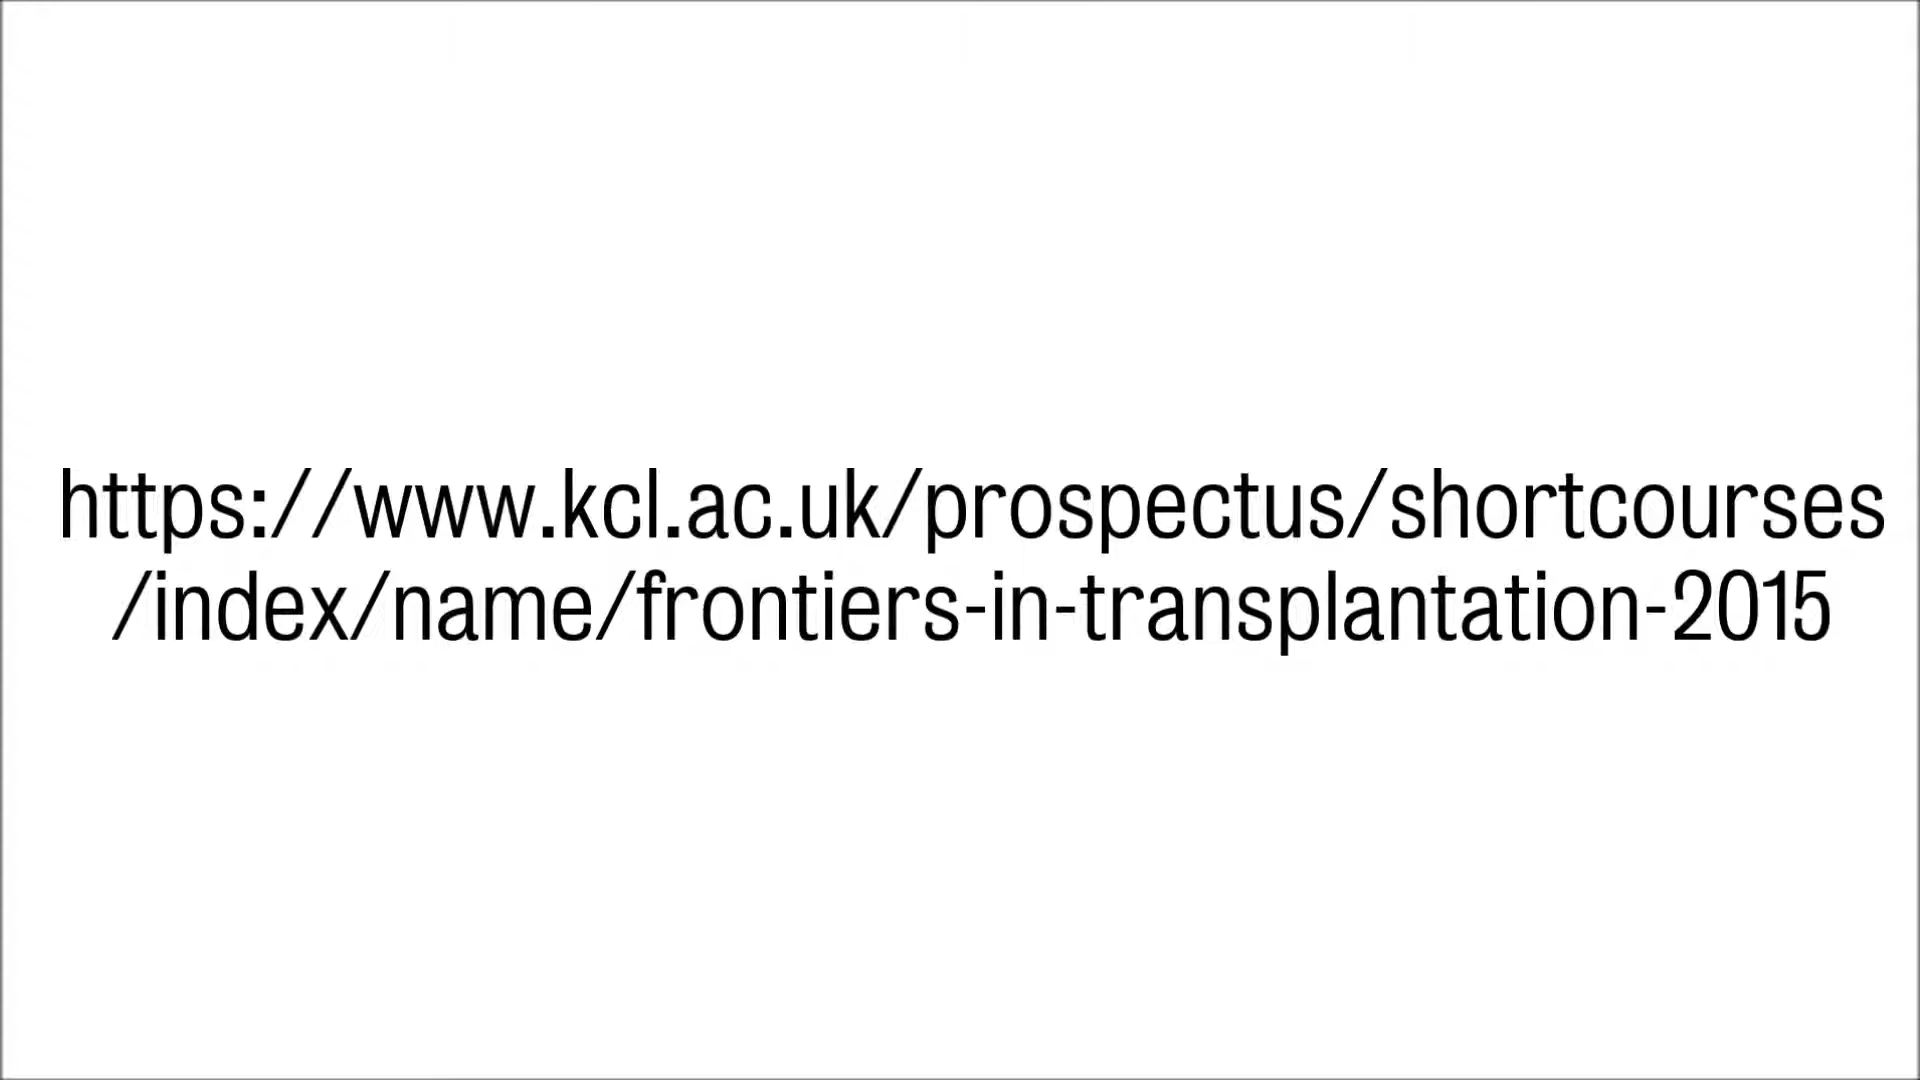 https://www.kcl.ac.uk/prospectus/shortcourses
/index/name/frontiers-in-transplantation-2015